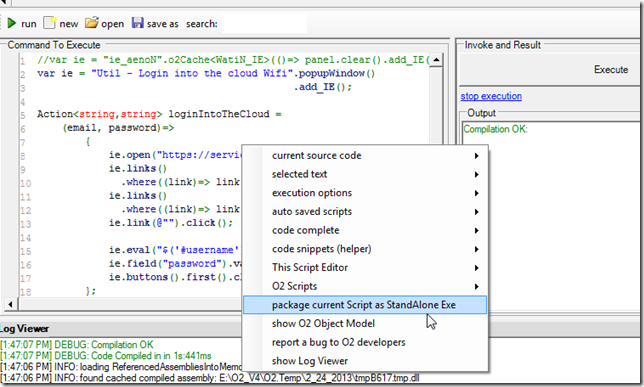 run new open save as search:
Command To Execute
1 //var ie = "ie_aenoN".o2Cache<WatiN_IE>(()=> panel.clear().add_IE(
2 var ie = "Util - Login into the cloud Wifi".popupWindow()
3 .add_IE();
4
5 Action<string,string> loginIntoTheCloud =
6 (email, password)=>
7 {
8 ie.open("https://servic
9 ie.links()
10 .where((link)=> link
11 ie.links()
12 .where((link)=> link
13 ie.link(@"").click();
14
15 ie.eval("$('#username'
16 ie.field("password").va
17 ie.buttons().first().cl
18 };
current source code
selected text
execution options
auto saved scripts
code complete
code snippets (helper)
This Script Editor
O2 Scripts
package current Script as StandAlone Exe
show O2 Object Model
report a bug to O2 developers
show Log Viewer
Invoke and Result
Execute
stop execution
Output
Compilation OK:
Log Viewer
[1:47:07 PM] DEBUG: Compilation OK
[1:47:07 PM] DEBUG: Code Compiled in in 1s:441ms
[1:47:06 PM] INFO: loading ReferencedAssembliesIntoMemo
[1:47:06 PM] INFO: found cached compiled assembly: E:\O2_V4\O2.Temp\2_24_2013\tmpB617.tmp.dll